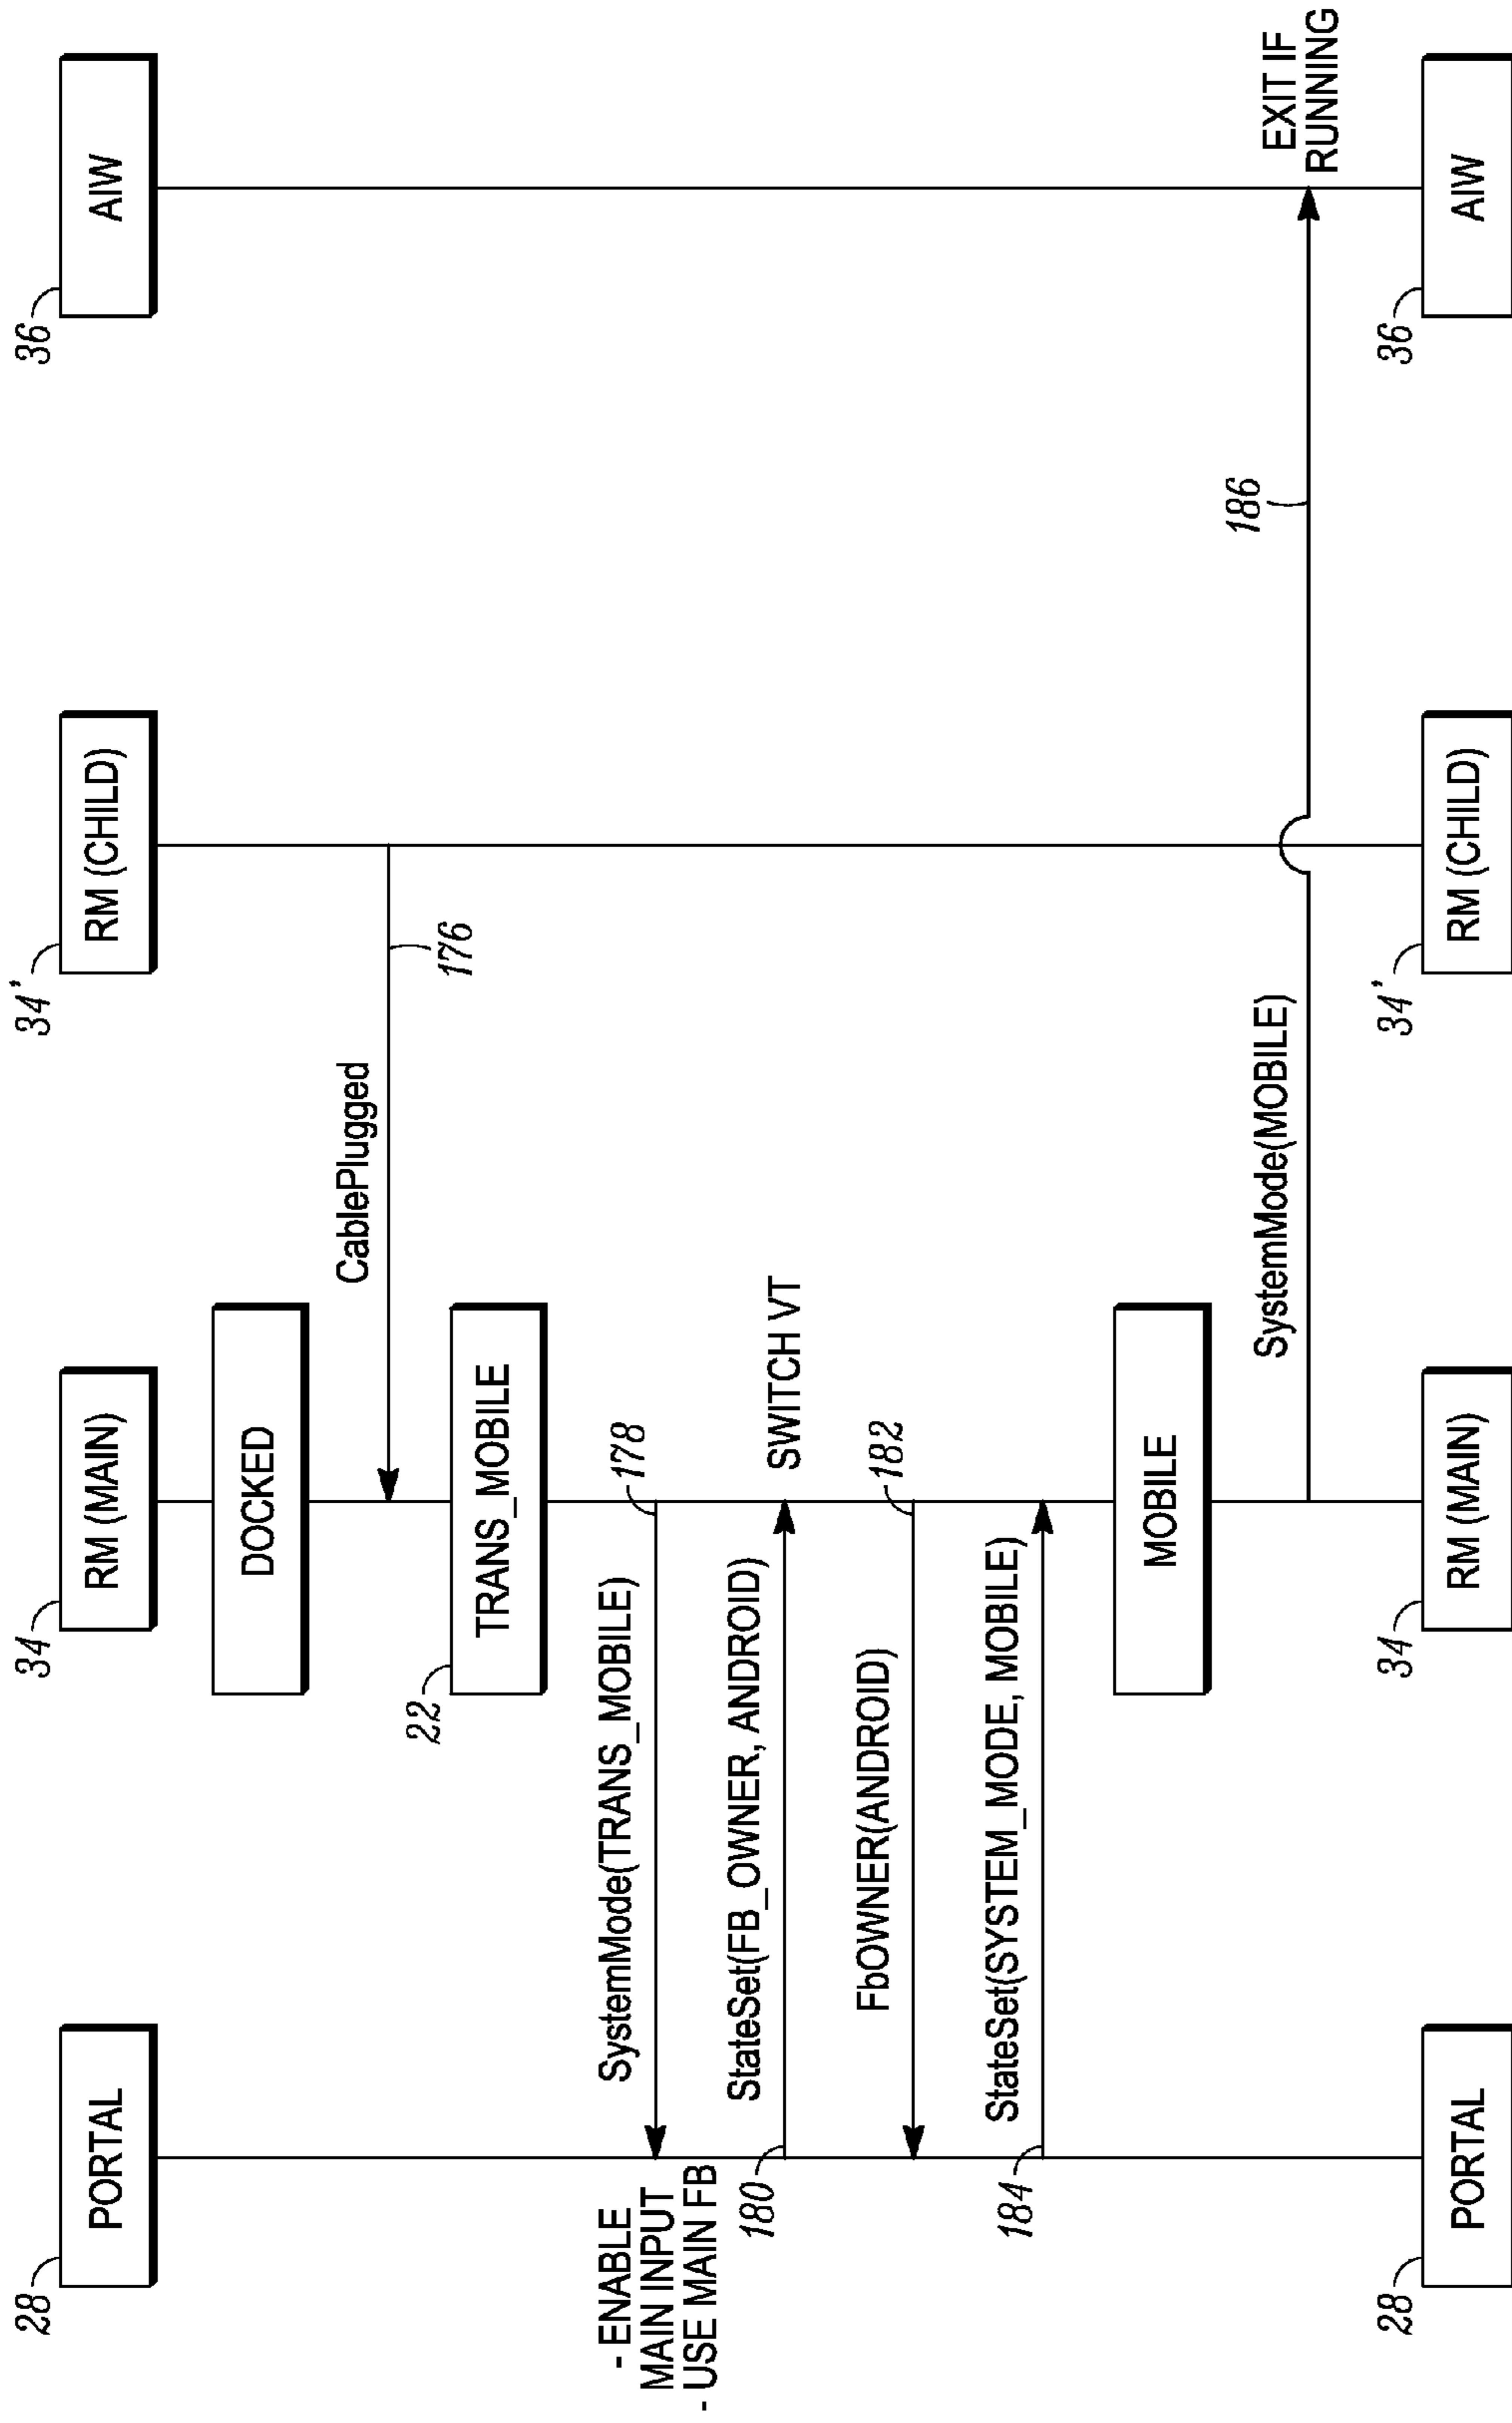 28
PORTAL
34
RM (MAIN)
34'
RM (CHILD)
36
AIW
DOCKED
CablePlugged
176
22
TRANS_MOBILE
SystemMode(TRANS_MOBILE)
178
- ENABLE
MAIN INPUT
- USE MAIN FB
180
StateSet(FB_OWNER, ANDROID)
SWITCH VT
FbOWNER(ANDROID)
182
184
StateSet(SYSTEM_MODE, MOBILE)
MOBILE
SystemMode(MOBILE)
186
EXIT IF
RUNNING
28
PORTAL
34
RM (MAIN)
34'
RM (CHILD)
36
AIW